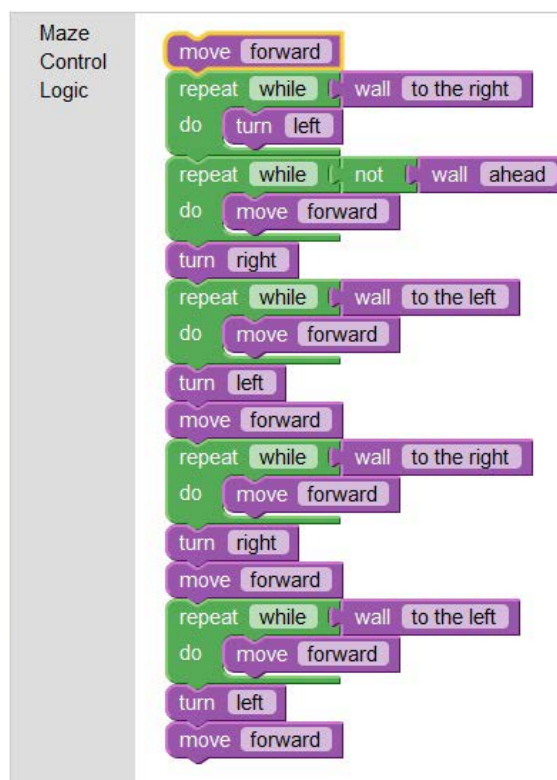 Maze
Control
Logic
move forward
repeat while wall to the right
do turn left
repeat while not wall ahead
do move forward
turn right
repeat while wall to the left
do move forward
turn left
move forward
repeat while wall to the right
do move forward
turn right
move forward
repeat while wall to the left
do move forward
turn left
move forward